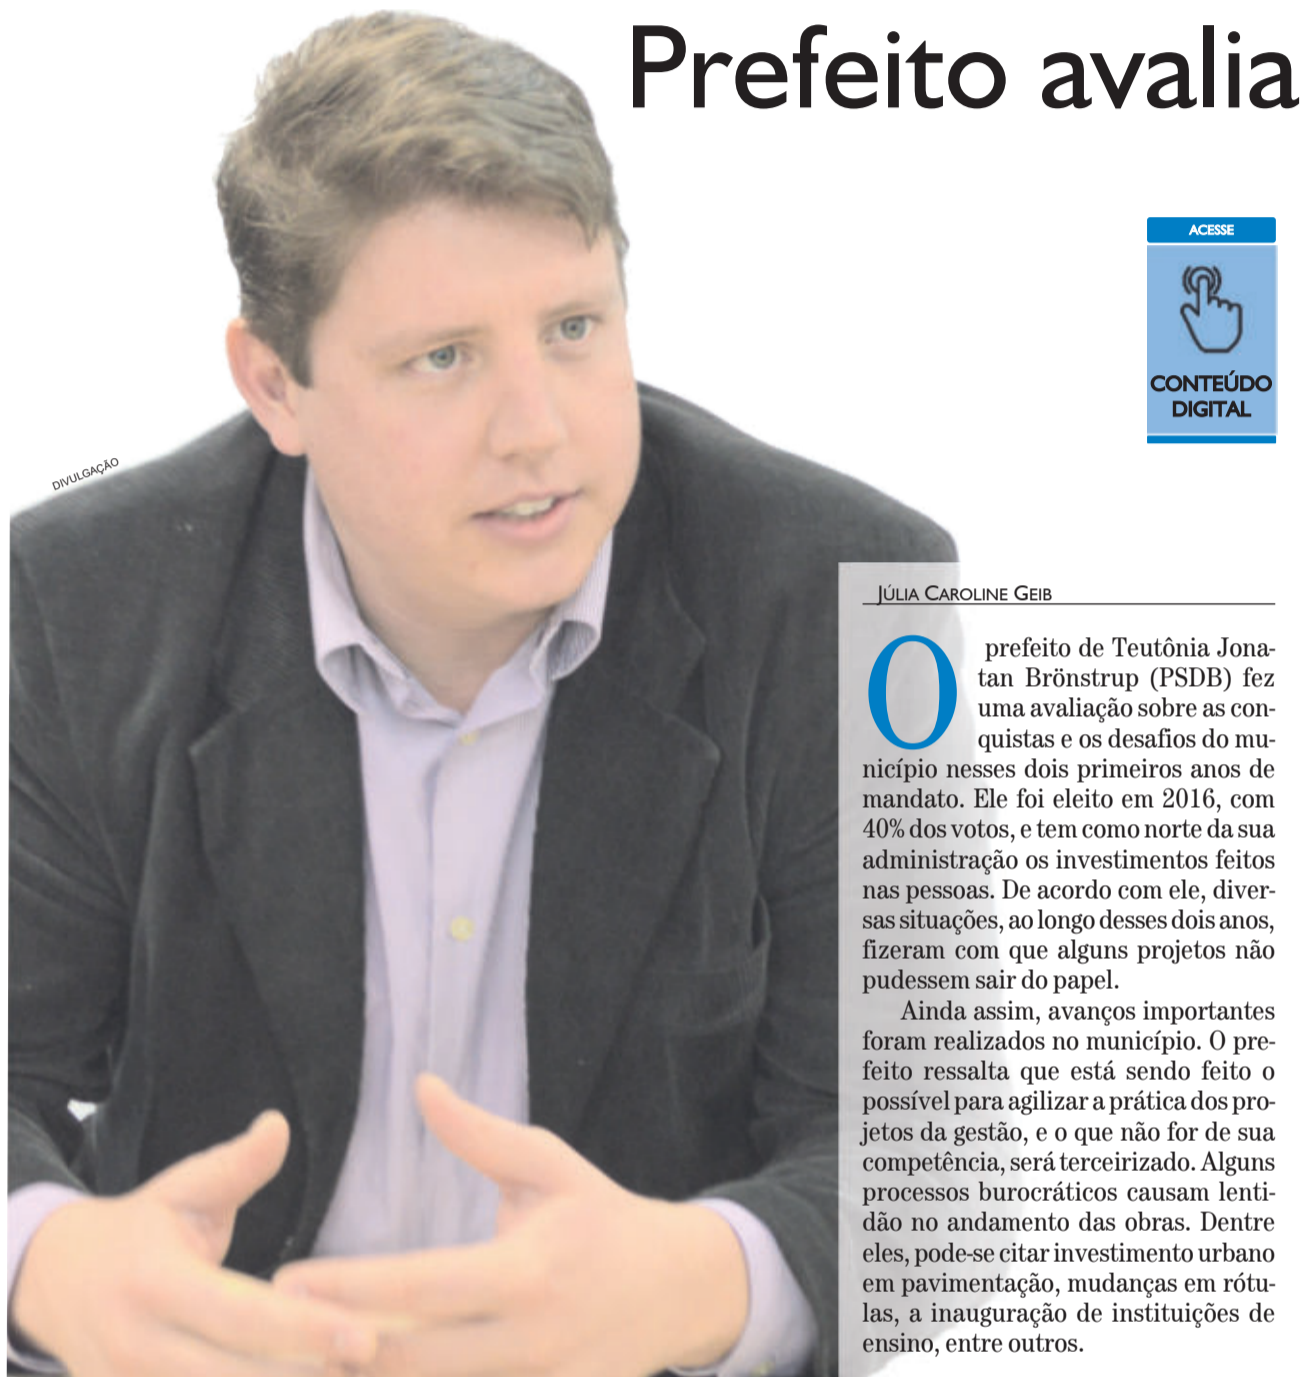 Prefeito avalia
ACESSE
CONTEÚDO
DIGITAL
DIVULGAÇÃO
JÚLIA CAROLINE GEIB
O prefeito de Teutônia Jona-
tan Brönstrup (PSDB) fez
uma avaliação sobre as con-
quistas e os desafios do mu-
nicípio nesses dois primeiros anos de
mandato. Ele foi eleito em 2016, com
40% dos votos, e tem como norte da sua
administração os investimentos feitos
nas pessoas. De acordo com ele, diver-
sas situações, ao longo desses dois anos,
fizeram com que alguns projetos não
pudessem sair do papel.
Ainda assim, avanços importantes
foram realizados no município. O pre-
feito ressalta que está sendo feito o
possível para agilizar a prática dos pro-
jetos da gestão, e o que não for de sua
competência, será terceirizado. Alguns
processos burocráticos causam lenti-
dão no andamento das obras. Dentre
eles, pode-se citar investimento urbano
em pavimentação, mudanças em rótu-
las, a inauguração de instituições de
ensino, entre outros.